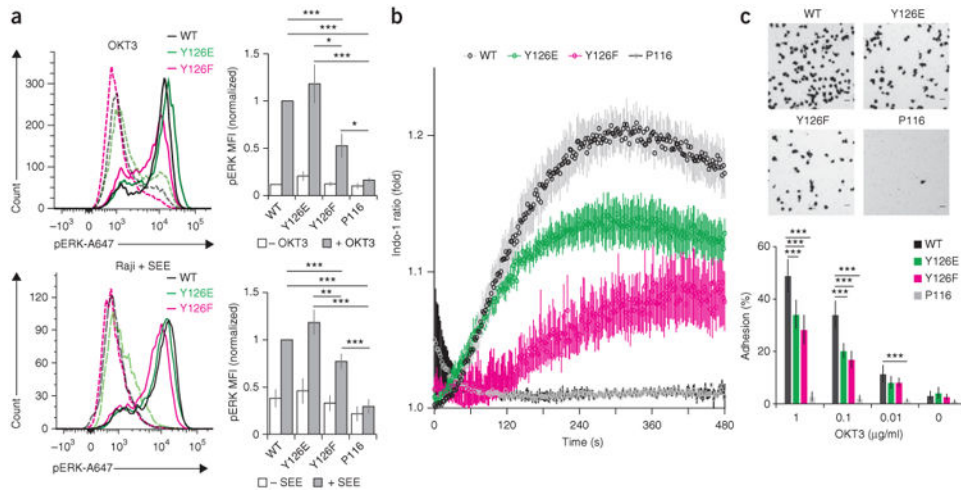 a
OKT3
WT
Y126E
Y126F
300
200
100
0
Count
−10³ 0 10³ 10⁴ 10⁵
pERK-A647
***
***
*
***
*
1.5
1
0.5
0
pERK MFI (normalized)
WT Y126E Y126F P116
− OKT3 + OKT3
Raji + SEE
WT
Y126E
Y126F
120
90
60
30
0
Count
−10³ 0 10³ 10⁴ 10⁵
pERK-A647
***
***
**
***
***
1.5
1
0.5
0
pERK MFI (normalized)
WT Y126E Y126F P116
− SEE + SEE
b
WT Y126E Y126F P116
1.2
1.1
1.0
Indo-1 ratio (fold)
0 120 240 360 480
Time (s)
c
WT Y126E
Y126F P116
WT
Y126E
Y126F
P116
***
***
***
***
***
***
***
60
40
20
0
Adhesion (%)
1 0.1 0.01 0
OKT3 (µg/ml)